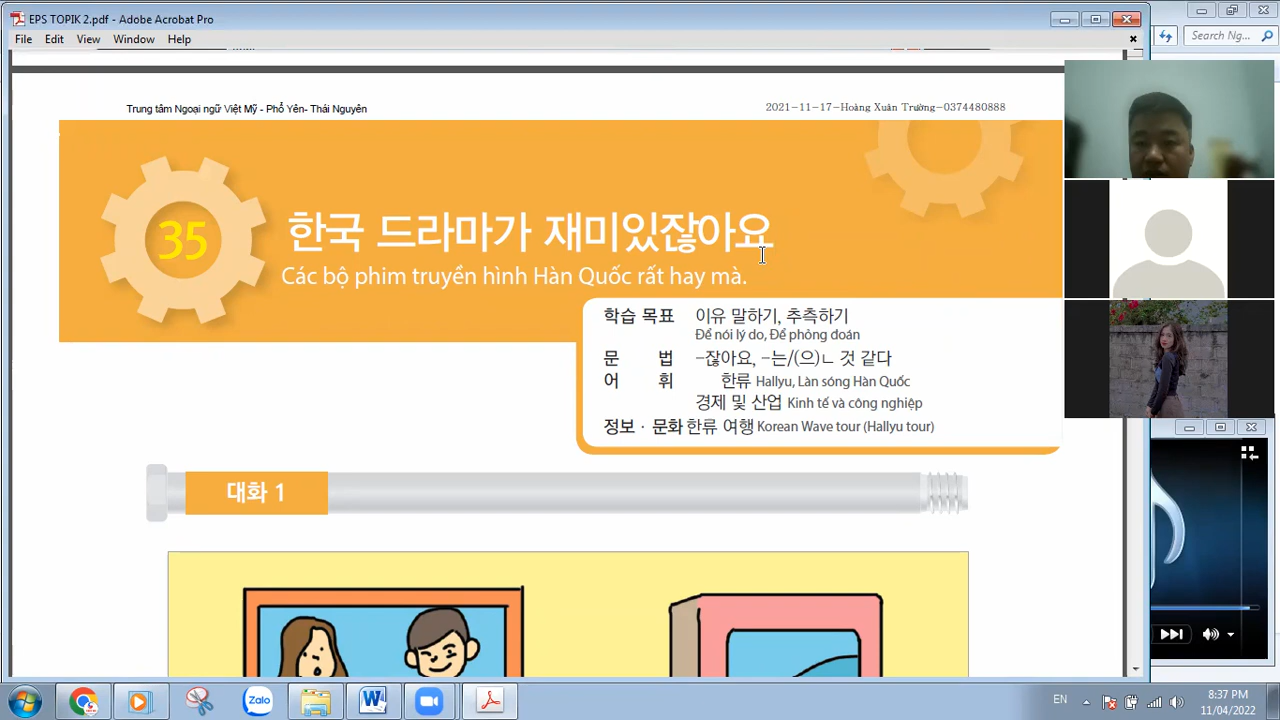 EPS TOPIK 2.pdf - Adobe Acrobat Pro
File Edit View Window Help
Search Ng...
Trung tâm Ngoại ngữ Việt Mỹ - Phổ Yên- Thái Nguyên
2021-11-17-Hoàng Xuân Trường-0374480888
35
한국 드라마가 재미있잖아요
Các bộ phim truyền hình Hàn Quốc rất hay mà.
학습 목표 이유 말하기, 추측하기
Để nói lý do, Để phỏng đoán
문 법 -잖아요, -는/(으)ㄴ 것 같다
어 휘 한류 Hallyu, Làn sóng Hàn Quốc
경제 및 산업 Kinh tế và công nghiệp
정보 · 문화 한류 여행 Korean Wave tour (Hallyu tour)
대화 1
Zalo
EN
8:37 PM
11/04/2022